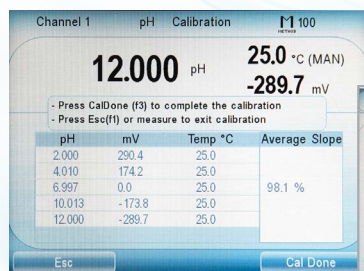 Channel 1 pH Calibration M 100
METHOD
12.000 pH 25.0 °C (MAN)
-289.7 mV
- Press CalDone (f3) to complete the calibration
- Press Esc(f1) or measure to exit calibration
pH mV Temp °C Average Slope
2.000 290.4 25.0
4.010 174.2 25.0
6.997 0.0 25.0 98.1 %
10.013 -173.8 25.0
12.000 -289.7 25.0
Esc Cal Done